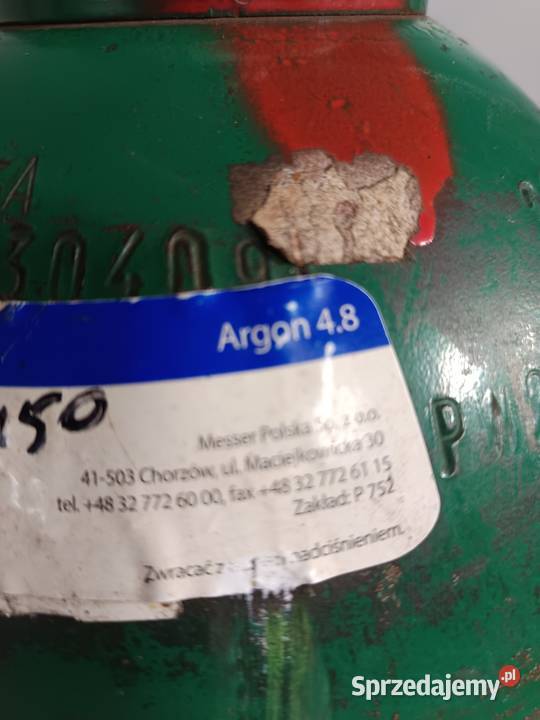 304091
Argon 4.8
150
Messer Polska Sp. z o.o.
41-503 Chorzów, ul. Maciejkowicka 30
tel. +48 32 772 60 00, fax +48 32 772 61 15
Zakład: P 752
Zwracać z nadciśnieniem.
Sprzedajemy.pl